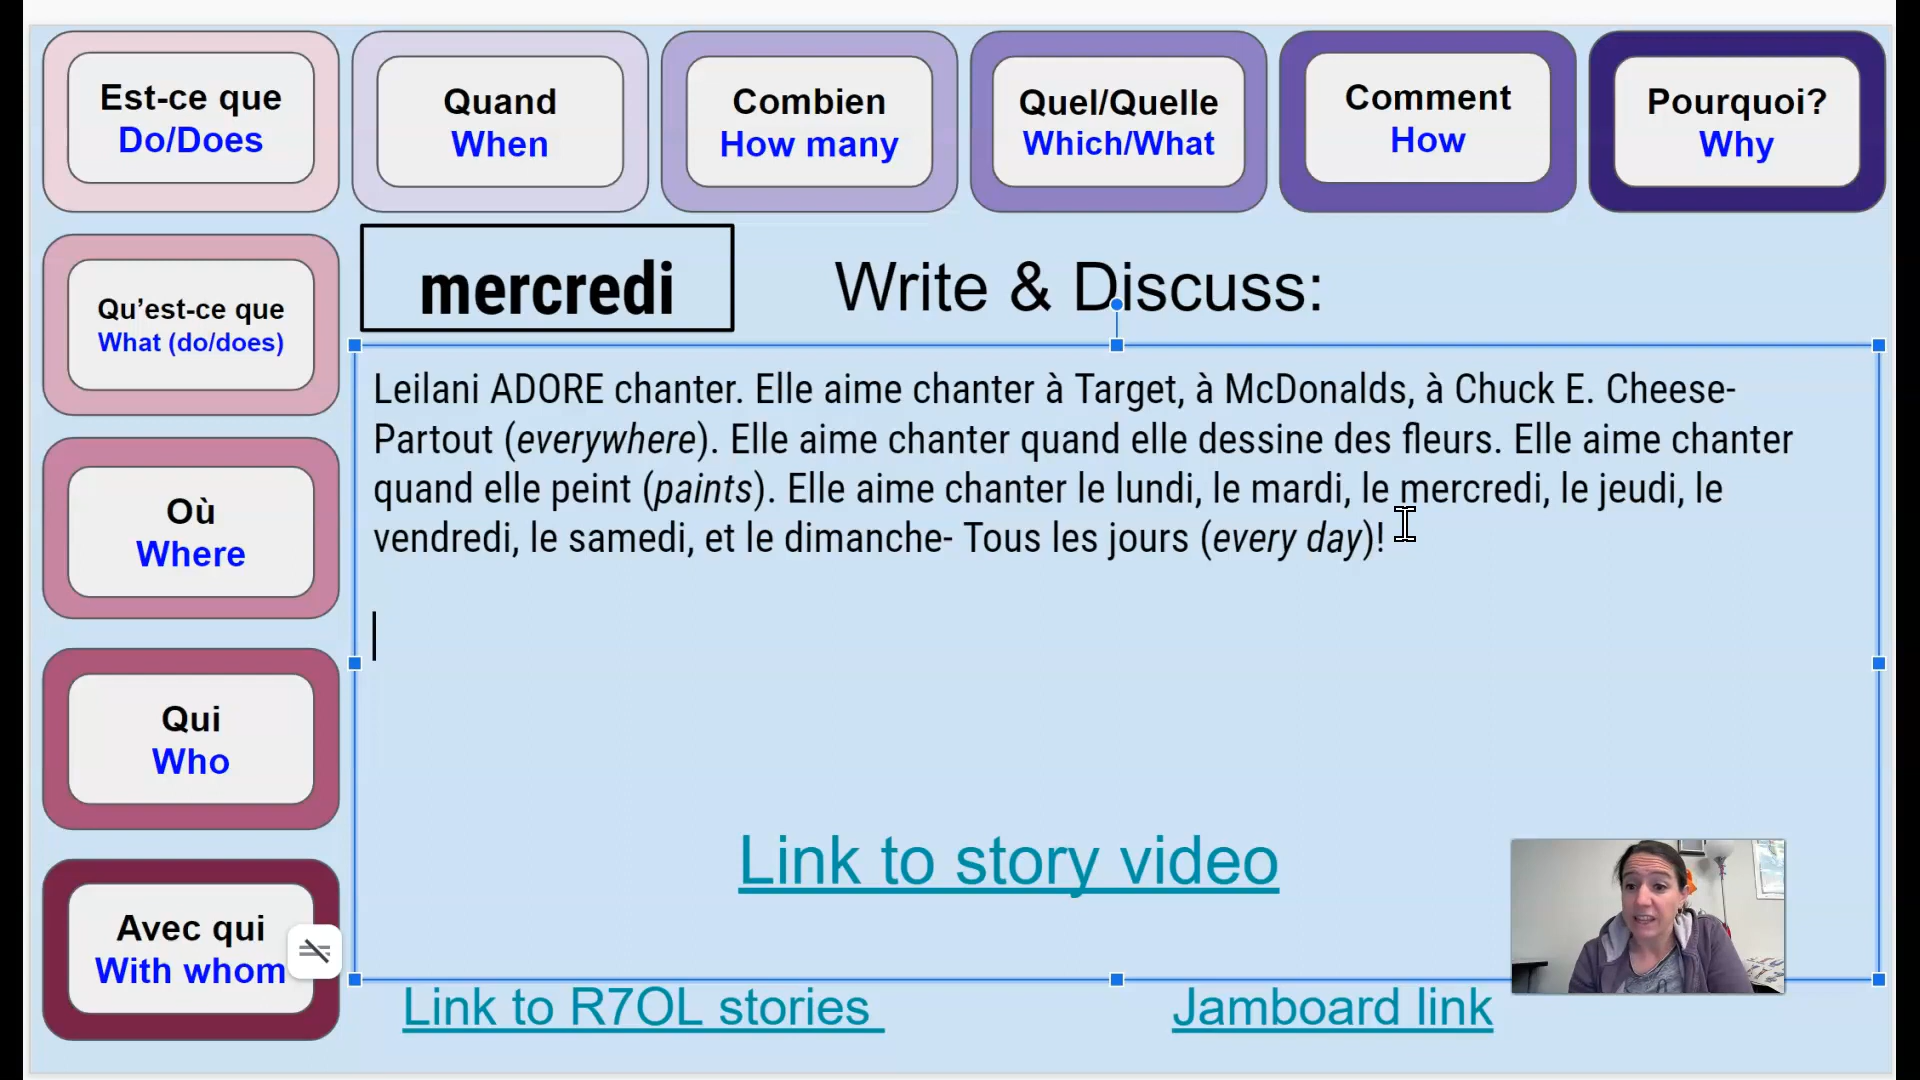 Est-ce que
Do/Does
Quand
When
Combien
How many
Quel/Quelle
Which/What
Comment
How
Pourquoi?
Why
Qu'est-ce que
What (do/does)
Où
Where
Qui
Who
Avec qui
With whom
mercredi
Write & Discuss:
Leilani ADORE chanter. Elle aime chanter à Target, à McDonalds, à Chuck E. Cheese-
Partout (everywhere). Elle aime chanter quand elle dessine des fleurs. Elle aime chanter
quand elle peint (paints). Elle aime chanter le lundi, le mardi, le mercredi, le jeudi, le
vendredi, le samedi, et le dimanche- Tous les jours (every day)!
Link to story video
Link to R7OL stories
Jamboard link